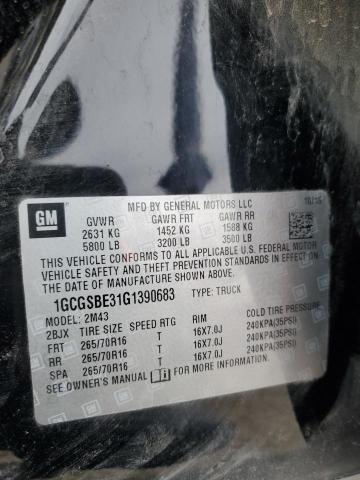 GM
MFD BY GENERAL MOTORS LLC
GVWR GAWR FRT GAWR RR
2631 KG 1452 KG 1588 KG
5800 LB 3200 LB 3500 LB
THIS VEHICLE CONFORMS TO ALL APPLICABLE
U.S. FEDERAL MOTOR
VEHICLE SAFETY AND THEFT PREVENTION STANDARDS
IN EFFECT ON THE
DATE OF MANUFACTURE SHOWN ABOVE.
1GCGSBE31G1390683 TYPE: TRUCK
MODEL: 2M43
2BJX TIRE SIZE SPEED RTG RIM COLD TIRE PRESSURE
FRT 265/70R16 T 16X7.0J 240KPA(35PSI)
RR 265/70R16 T 16X7.0J 240KPA(35PSI)
SPA 265/70R16 T 16X7.0J 240KPA(35PSI)
SEE OWNER'S MANUAL FOR MORE INFORMATION.